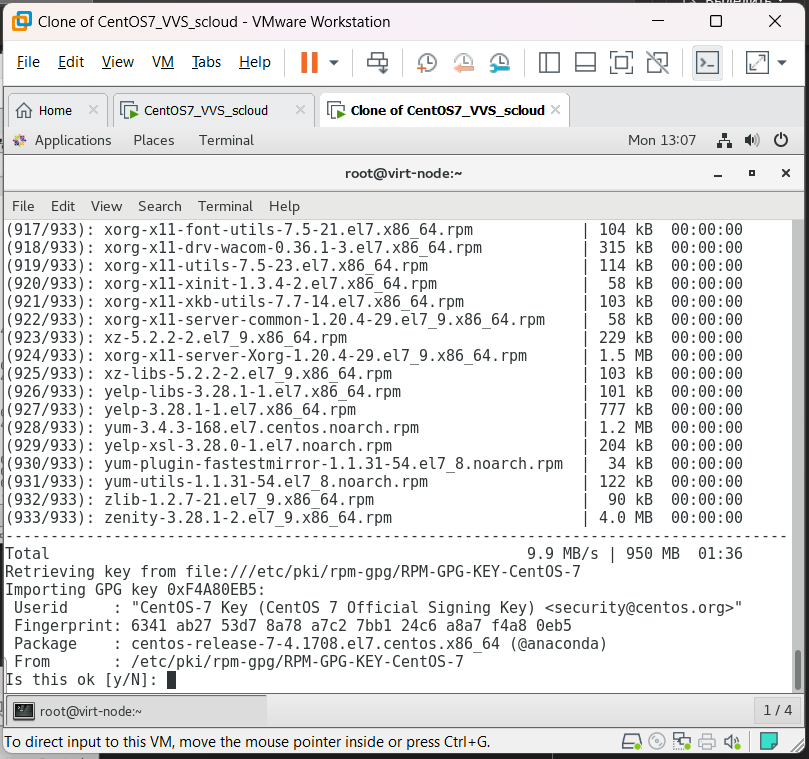 Clone of CentOS7_VVS_scloud - VMware Workstation
File Edit View VM Tabs Help
Home CentOS7_VVS_scloud Clone of CentOS7_VVS_scloud
Applications Places Terminal Mon 13:07
root@virt-node:~
File Edit View Search Terminal Help
(917/933): xorg-x11-font-utils-7.5-21.el7.x86_64.rpm | 104 kB 00:00:00
(918/933): xorg-x11-drv-wacom-0.36.1-3.el7.x86_64.rpm | 315 kB 00:00:00
(919/933): xorg-x11-utils-7.5-23.el7.x86_64.rpm | 114 kB 00:00:00
(920/933): xorg-x11-xinit-1.3.4-2.el7.x86_64.rpm | 58 kB 00:00:00
(921/933): xorg-x11-xkb-utils-7.7-14.el7.x86_64.rpm | 103 kB 00:00:00
(922/933): xorg-x11-server-common-1.20.4-29.el7_9.x86_64.rpm | 58 kB 00:00:00
(923/933): xz-5.2.2-2.el7_9.x86_64.rpm | 229 kB 00:00:00
(924/933): xorg-x11-server-Xorg-1.20.4-29.el7_9.x86_64.rpm | 1.5 MB 00:00:00
(925/933): xz-libs-5.2.2-2.el7_9.x86_64.rpm | 103 kB 00:00:00
(926/933): yelp-libs-3.28.1-1.el7.x86_64.rpm | 101 kB 00:00:00
(927/933): yelp-3.28.1-1.el7.x86_64.rpm | 777 kB 00:00:00
(928/933): yum-3.4.3-168.el7.centos.noarch.rpm | 1.2 MB 00:00:00
(929/933): yelp-xsl-3.28.0-1.el7.noarch.rpm | 204 kB 00:00:00
(930/933): yum-plugin-fastestmirror-1.1.31-54.el7_8.noarch.rpm | 34 kB 00:00:00
(931/933): yum-utils-1.1.31-54.el7_8.noarch.rpm | 122 kB 00:00:00
(932/933): zlib-1.2.7-21.el7_9.x86_64.rpm | 90 kB 00:00:00
(933/933): zenity-3.28.1-2.el7_9.x86_64.rpm | 4.0 MB 00:00:00
--------------------------------------------------------------------------------
Total 9.9 MB/s | 950 MB 01:36
Retrieving key from file:///etc/pki/rpm-gpg/RPM-GPG-KEY-CentOS-7
Importing GPG key 0xF4A80EB5:
Userid : "CentOS-7 Key (CentOS 7 Official Signing Key) <security@centos.org>"
Fingerprint: 6341 ab27 53d7 8a78 a7c2 7bb1 24c6 a8a7 f4a8 0eb5
Package : centos-release-7-4.1708.el7.centos.x86_64 (@anaconda)
From : /etc/pki/rpm-gpg/RPM-GPG-KEY-CentOS-7
Is this ok [y/N]:
root@virt-node:~ 1 / 4
To direct input to this VM, move the mouse pointer inside or press Ctrl+G.